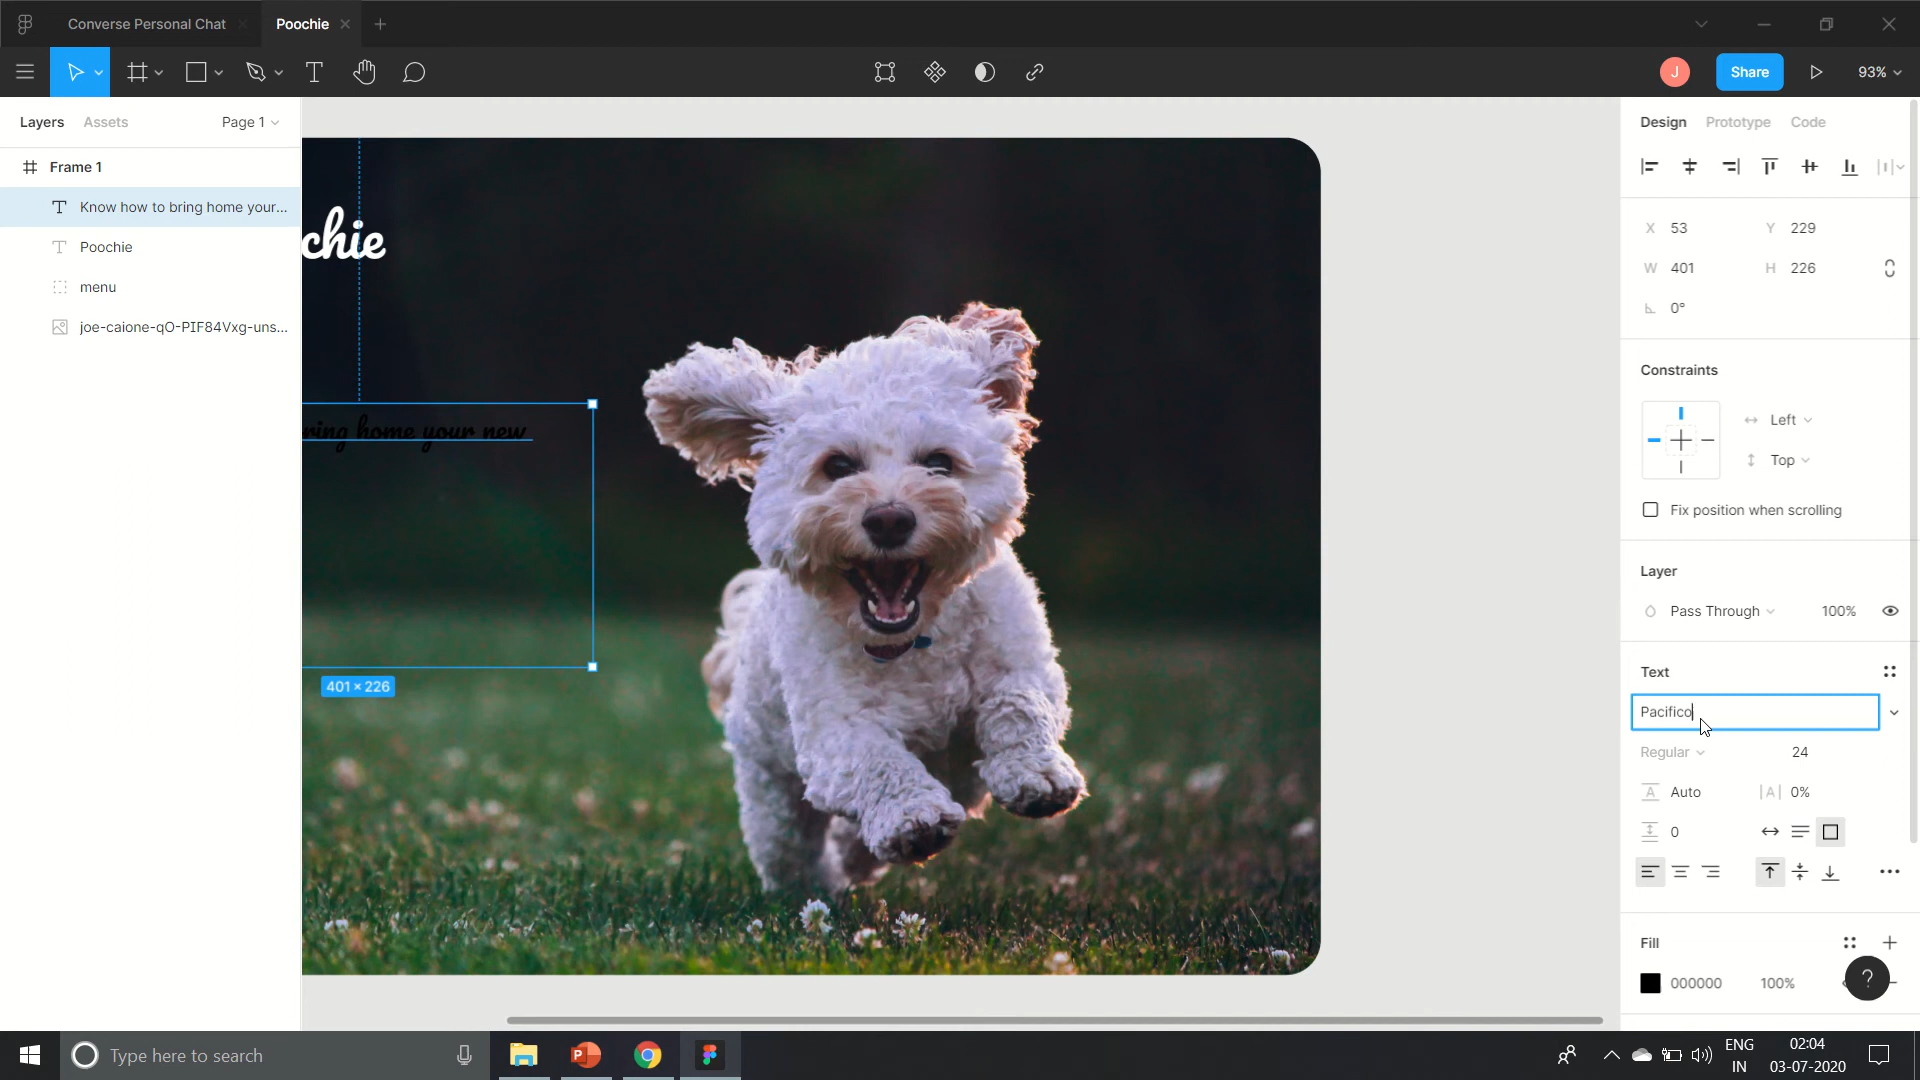 Converse Personal Chat
Poochie
J
Share
93%
Layers
Assets
Page 1
Frame 1
Know how to bring home your...
Poochie
menu
joe-caione-qO-PIF84Vxg-uns...
chie
ring home your new
401 × 226
Design
Prototype
Code
X 53
Y 229
W 401
H 226
0°
Constraints
Left
Top
Fix position when scrolling
Layer
Pass Through
100%
Text
Pacifico
Regular
24
A Auto
|A| 0%
0
Fill
000000
100%
?
Type here to search
ENG
IN
02:04
03-07-2020